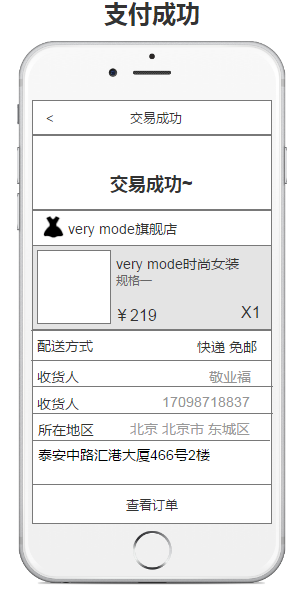 支付成功
< 交易成功
交易成功~
very mode旗舰店
very mode时尚女装
规格一
￥219 X1
配送方式 快递 免邮
收货人 敬业福
收货人 17098718837
所在地区 北京 北京市 东城区
泰安中路汇港大厦466号2楼
查看订单